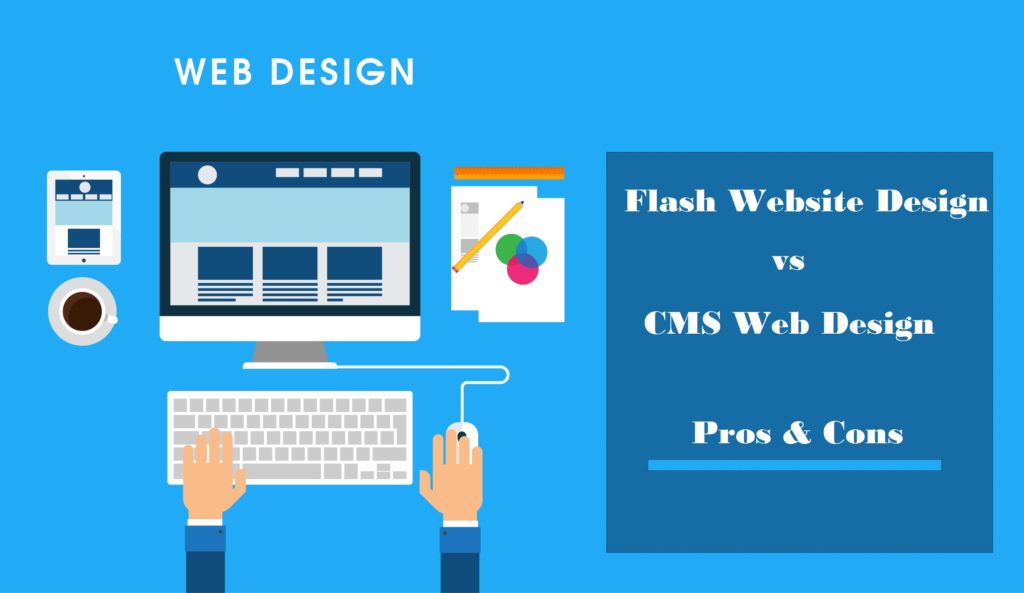 WEB DESIGN
Flash Website Design
vs
CMS Web Design
Pros & Cons